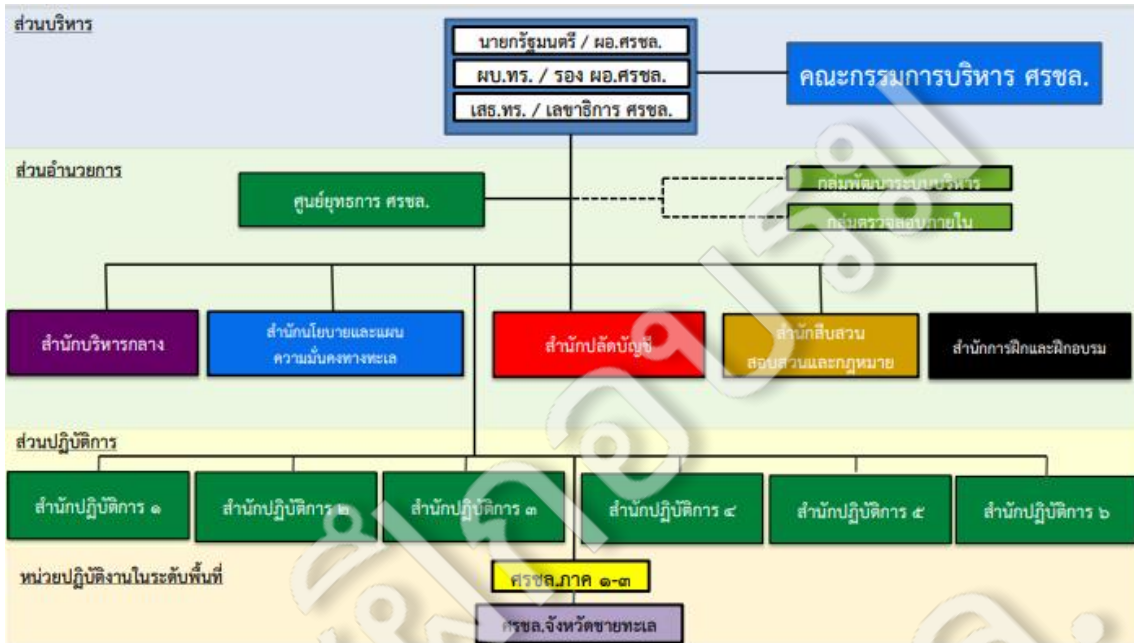 ส่วนบริหาร
นายกรัฐมนตรี / ผอ.ศรชล.
ผบ.ทร. / รอง ผอ.ศรชล.
เสธ.ทร. / เลขาธิการ ศรชล.
คณะกรรมการบริหาร ศรชล.
ส่วนอำนวยการ
ศูนย์ยุทธการ ศรชล.
กลุ่มพัฒนาระบบบริหาร
กลุ่มตรวจสอบภายใน
สำนักบริหารกลาง
สำนักนโยบายและแผน
ความมั่นคงทางทะเล
สำนักปลัดบัญชี
สำนักสืบสวน
สอบสวนและกฎหมาย
สำนักการฝึกและฝึกอบรม
ส่วนปฏิบัติการ
สำนักปฏิบัติการ ๑
สำนักปฏิบัติการ ๒
สำนักปฏิบัติการ ๓
สำนักปฏิบัติการ ๔
สำนักปฏิบัติการ ๕
สำนักปฏิบัติการ ๖
หน่วยปฏิบัติงานในระดับพื้นที่
ศรชล.ภาค ๑-๓
ศรชล.จังหวัดชายทะเล